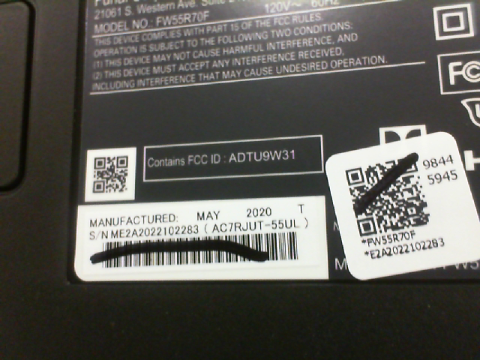 21061 S. Western Ave. Suite
MODEL NO: FW55R70F 120V~ 60Hz
THIS DEVICE COMPLIES WITH PART 15 OF THE FCC RULES.
OPERATION IS SUBJECT TO THE FOLLOWING TWO CONDITIONS:
(1) THIS DEVICE MAY NOT CAUSE HARMFUL INTERFERENCE, AND
(2) THIS DEVICE MUST ACCEPT ANY INTERFERENCE RECEIVED,
INCLUDING INTERFERENCE THAT MAY CAUSE UNDESIRED OPERATION.
FC
Contains FCC ID : ADTU9W31
H
9844
5945
*FW55R70F
*E2A2022102283
MANUFACTURED: MAY 2020 T
S/N ME2A2022102283 ( AC7RJUT-55UL )